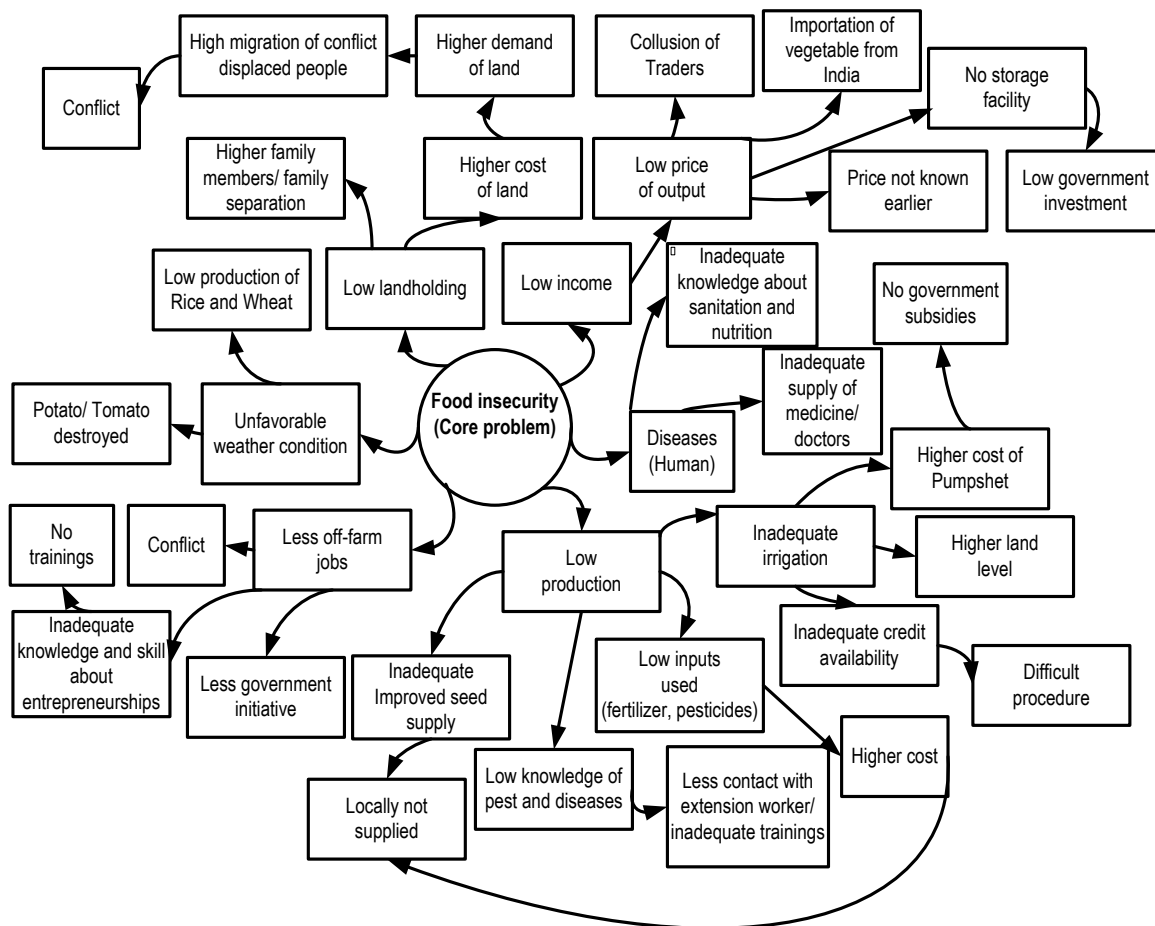 High migration of conflict
displaced people
Higher demand
of land
Collusion of
Traders
Importation of
vegetable from
India
No storage
facility
Conflict
Higher family
members/ family
separation
Higher cost
of land
Low price
of output
Price not known
earlier
Low government
investment
Low production of
Rice and Wheat
Low landholding
Low income
Inadequate
knowledge about
sanitation and
nutrition
No government
subsidies
Potato/ Tomato
destroyed
Unfavorable
weather condition
Food insecurity
(Core problem)
Diseases
(Human)
Inadequate
supply of
medicine/
doctors
Higher cost of
Pumpshet
No
trainings
Conflict
Less off-farm
jobs
Low
production
Inadequate
irrigation
Higher land
level
Inadequate
knowledge and skill
about
entrepreneurships
Less government
initiative
Inadequate
Improved seed
supply
Low inputs
used
(fertilizer, pesticides)
Inadequate credit
availability
Difficult
procedure
Locally not
supplied
Low knowledge of
pest and diseases
Less contact with
extension worker/
inadequate trainings
Higher cost